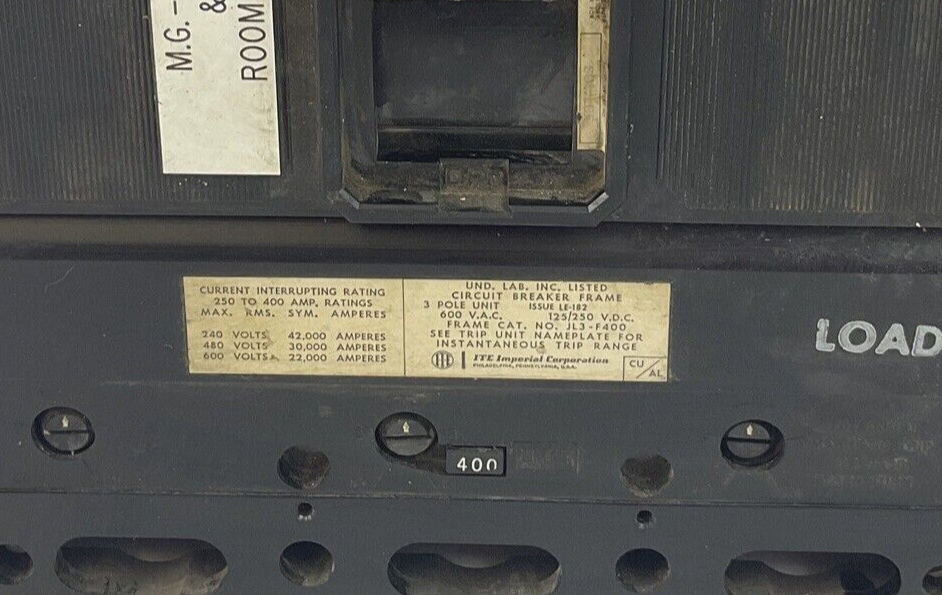 M.G. -
&
ROOM
CURRENT INTERRUPTING RATING
250 TO 400 AMP. RATINGS
MAX. RMS. SYM. AMPERES
240 VOLTS 42,000 AMPERES
480 VOLTS 30,000 AMPERES
600 VOLTS 22,000 AMPERES
UND. LAB. INC. LISTED
CIRCUIT BREAKER FRAME
3 POLE UNIT ISSUE LE-182
600 V.A.C. 125/250 V.D.C.
FRAME CAT. NO. JL3-F400
SEE TRIP UNIT NAMEPLATE FOR
INSTANTANEOUS TRIP RANGE
ITE ITE Imperial Corporation
PHILADELPHIA, PENNSYLVANIA, U.S.A.
CU/AL
LOAD
400